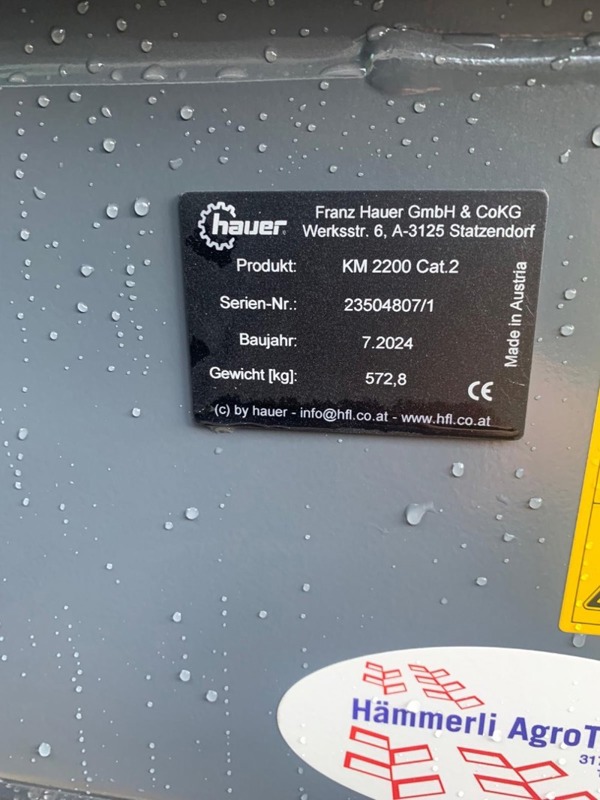 hauer
Franz Hauer GmbH & CoKG
Werksstr. 6, A-3125 Statzendorf
Produkt: KM 2200 Cat.2
Serien-Nr.: 23504807/1
Baujahr: 7.2024
Gewicht [kg]: 572,8
Made in Austria
CE
(c) by hauer - info@hfl.co.at - www.hfl.co.at
Hämmerli AgroT
317